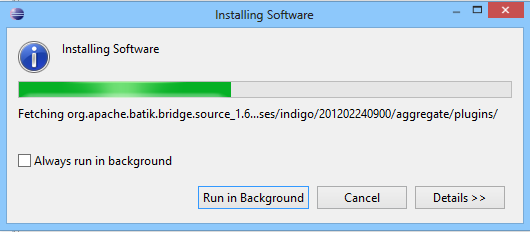 Installing Software
Installing Software
Fetching org.apache.batik.bridge.source_1.6...ses/indigo/201202240900/aggregate/plugins/
Always run in background
Run in Background
Cancel
Details >>